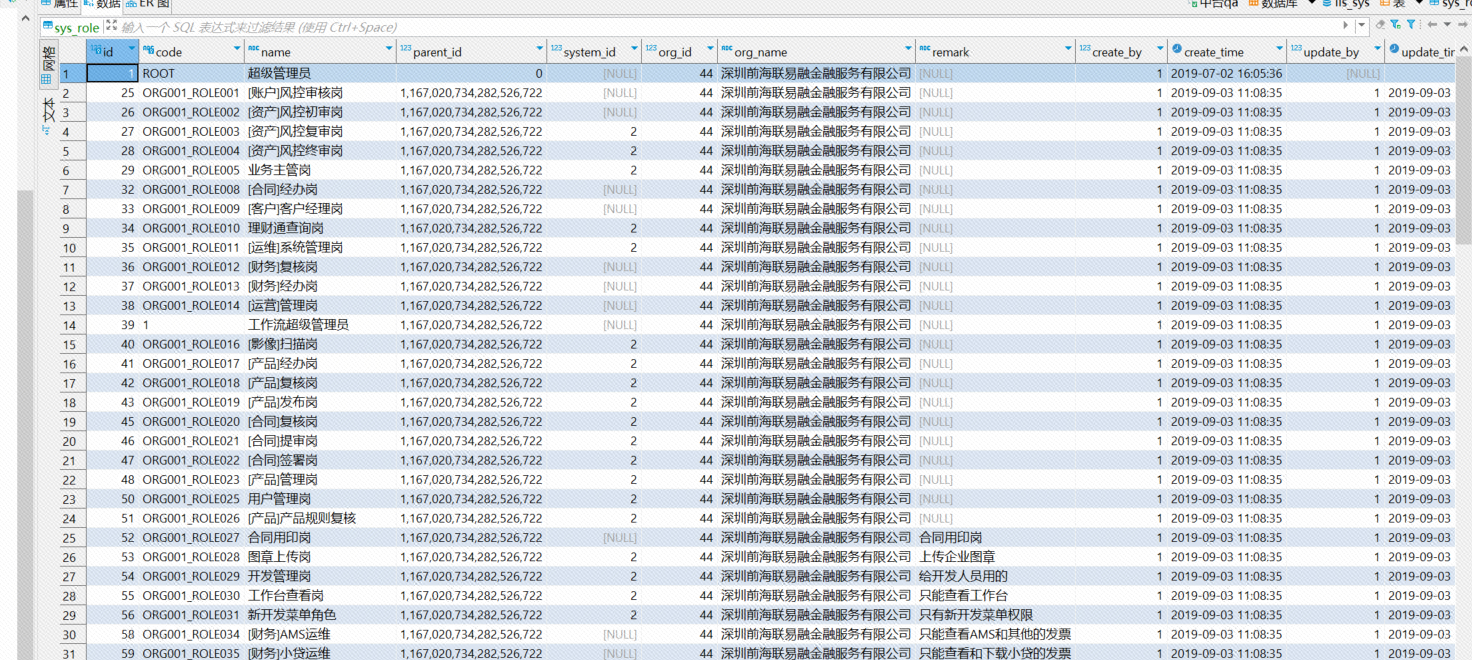 属性 数据 ER 图 中台qa 数据库 lls_sys 表
sys_role 输入一个 SQL 表达式来过滤结果 (使用 Ctrl+Space)
网格
文本
id code name parent_id system_id org_id org_name remark create_by create_time update_by
1 1 ROOT 超级管理员 0 [NULL] 44 深圳前海联易融金融服务有限公司 [NULL] 1 2019-07-02 16:05:36 [NULL]
2 25 ORG001_ROLE001 [账户]风控审核岗 1,167,020,734,282,526,722 [NULL] 44 深圳前海联易融金融服务有限公司 [NULL] 1 2019-09-03 11:08:35 1 2019-09-03
3 26 ORG001_ROLE002 [资产]风控初审岗 1,167,020,734,282,526,722 [NULL] 44 深圳前海联易融金融服务有限公司 [NULL] 1 2019-09-03 11:08:35 1 2019-09-03
4 27 ORG001_ROLE003 [资产]风控复审岗 1,167,020,734,282,526,722 2 44 深圳前海联易融金融服务有限公司 [NULL] 1 2019-09-03 11:08:35 1 2019-09-03
5 28 ORG001_ROLE004 [资产]风控终审岗 1,167,020,734,282,526,722 2 44 深圳前海联易融金融服务有限公司 [NULL] 1 2019-09-03 11:08:35 1 2019-09-03
6 29 ORG001_ROLE005 业务主管岗 1,167,020,734,282,526,722 2 44 深圳前海联易融金融服务有限公司 [NULL] 1 2019-09-03 11:08:35 1 2019-09-03
7 32 ORG001_ROLE008 [合同]经办岗 1,167,020,734,282,526,722 [NULL] 44 深圳前海联易融金融服务有限公司 [NULL] 1 2019-09-03 11:08:35 1 2019-09-03
8 33 ORG001_ROLE009 [客户]客户经理岗 1,167,020,734,282,526,722 [NULL] 44 深圳前海联易融金融服务有限公司 [NULL] 1 2019-09-03 11:08:35 1 2019-09-03
9 34 ORG001_ROLE010 理财通查询岗 1,167,020,734,282,526,722 2 44 深圳前海联易融金融服务有限公司 [NULL] 1 2019-09-03 11:08:35 1 2019-09-03
10 35 ORG001_ROLE011 [运维]系统管理岗 1,167,020,734,282,526,722 2 44 深圳前海联易融金融服务有限公司 [NULL] 1 2019-09-03 11:08:35 1 2019-09-03
11 36 ORG001_ROLE012 [财务]复核岗 1,167,020,734,282,526,722 [NULL] 44 深圳前海联易融金融服务有限公司 [NULL] 1 2019-09-03 11:08:35 1 2019-09-03
12 37 ORG001_ROLE013 [财务]经办岗 1,167,020,734,282,526,722 [NULL] 44 深圳前海联易融金融服务有限公司 [NULL] 1 2019-09-03 11:08:35 1 2019-09-03
13 38 ORG001_ROLE014 [运营]管理岗 1,167,020,734,282,526,722 [NULL] 44 深圳前海联易融金融服务有限公司 [NULL] 1 2019-09-03 11:08:35 1 2019-09-03
14 39 1 工作流超级管理员 1,167,020,734,282,526,722 [NULL] 44 深圳前海联易融金融服务有限公司 [NULL] 1 2019-09-03 11:08:35 1 2019-09-03
15 40 ORG001_ROLE016 [影像]扫描岗 1,167,020,734,282,526,722 2 44 深圳前海联易融金融服务有限公司 [NULL] 1 2019-09-03 11:08:35 1 2019-09-03
16 41 ORG001_ROLE017 [产品]经办岗 1,167,020,734,282,526,722 2 44 深圳前海联易融金融服务有限公司 [NULL] 1 2019-09-03 11:08:35 1 2019-09-03
17 42 ORG001_ROLE018 [产品]复核岗 1,167,020,734,282,526,722 2 44 深圳前海联易融金融服务有限公司 [NULL] 1 2019-09-03 11:08:35 1 2019-09-03
18 43 ORG001_ROLE019 [产品]发布岗 1,167,020,734,282,526,722 2 44 深圳前海联易融金融服务有限公司 [NULL] 1 2019-09-03 11:08:35 1 2019-09-03
19 45 ORG001_ROLE020 [合同]复核岗 1,167,020,734,282,526,722 2 44 深圳前海联易融金融服务有限公司 [NULL] 1 2019-09-03 11:08:35 1 2019-09-03
20 46 ORG001_ROLE021 [合同]提审岗 1,167,020,734,282,526,722 2 44 深圳前海联易融金融服务有限公司 [NULL] 1 2019-09-03 11:08:35 1 2019-09-03
21 47 ORG001_ROLE022 [合同]签署岗 1,167,020,734,282,526,722 2 44 深圳前海联易融金融服务有限公司 [NULL] 1 2019-09-03 11:08:35 1 2019-09-03
22 48 ORG001_ROLE023 [产品]管理岗 1,167,020,734,282,526,722 2 44 深圳前海联易融金融服务有限公司 [NULL] 1 2019-09-03 11:08:35 1 2019-09-03
23 50 ORG001_ROLE025 用户管理岗 1,167,020,734,282,526,722 2 44 深圳前海联易融金融服务有限公司 [NULL] 1 2019-09-03 11:08:35 1 2019-09-03
24 51 ORG001_ROLE026 [产品]产品规则复核 1,167,020,734,282,526,722 2 44 深圳前海联易融金融服务有限公司 [NULL] 1 2019-09-03 11:08:35 1 2019-09-03
25 52 ORG001_ROLE027 合同用印岗 1,167,020,734,282,526,722 [NULL] 44 深圳前海联易融金融服务有限公司 合同用印岗 1 2019-09-03 11:08:35 1 2019-09-03
26 53 ORG001_ROLE028 图章上传岗 1,167,020,734,282,526,722 2 44 深圳前海联易融金融服务有限公司 上传企业图章 1 2019-09-03 11:08:35 1 2019-09-03
27 54 ORG001_ROLE029 开发管理岗 1,167,020,734,282,526,722 2 44 深圳前海联易融金融服务有限公司 给开发人员用的 1 2019-09-03 11:08:35 1 2019-09-03
28 55 ORG001_ROLE030 工作台查看岗 1,167,020,734,282,526,722 2 44 深圳前海联易融金融服务有限公司 只能查看工作台 1 2019-09-03 11:08:35 1 2019-09-03
29 56 ORG001_ROLE031 新开发菜单角色 1,167,020,734,282,526,722 2 44 深圳前海联易融金融服务有限公司 只有新开发菜单权限 1 2019-09-03 11:08:35 1 2019-09-03
30 58 ORG001_ROLE034 [财务]AMS运维 1,167,020,734,282,526,722 [NULL] 44 深圳前海联易融金融服务有限公司 只能查看AMS和其他的发票 1 2019-09-03 11:08:35 1 2019-09-03
31 59 ORG001_ROLE035 [财务]小贷运维 1,167,020,734,282,526,722 [NULL] 44 深圳前海联易融金融服务有限公司 只能查看和下载小贷的发票 1 2019-09-03 11:08:35 1 2019-09-03